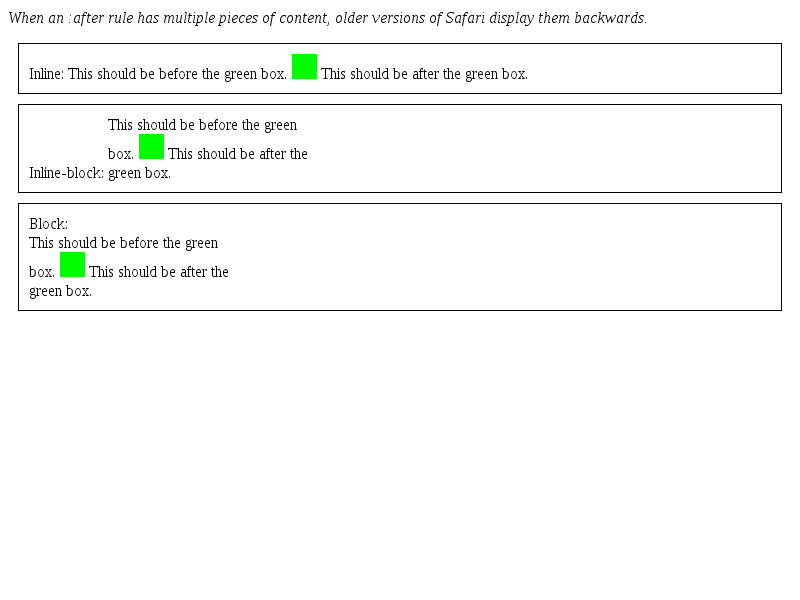 When an :after rule has multiple pieces of content, older versions of Safari display them backwards.
Inline: This should be before the green box. This should be after the green box.
This should be before the green
box. This should be after the
Inline-block: green box.
Block:
This should be before the green
box. This should be after the
green box.